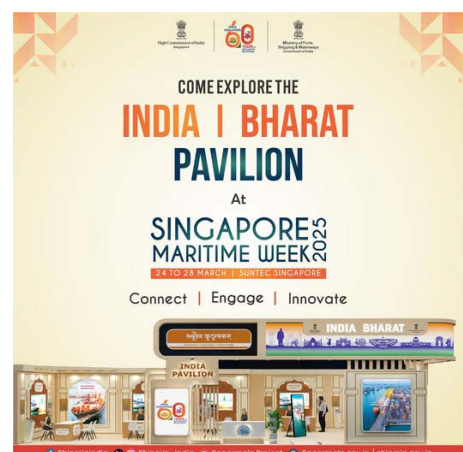 High Commission of India
Singapore
60
Ministry of Ports,
Shipping & Waterways
Government of India
COME EXPLORE THE
INDIA | BHARAT
PAVILION
At
SINGAPORE
MARITIME WEEK
2025
24 TO 28 MARCH | SUNTEC SINGAPORE
Connect | Engage | Innovate
वसुधैव कुटुम्बकम्
INDIA BHARAT
INDIA
PAVILION
60